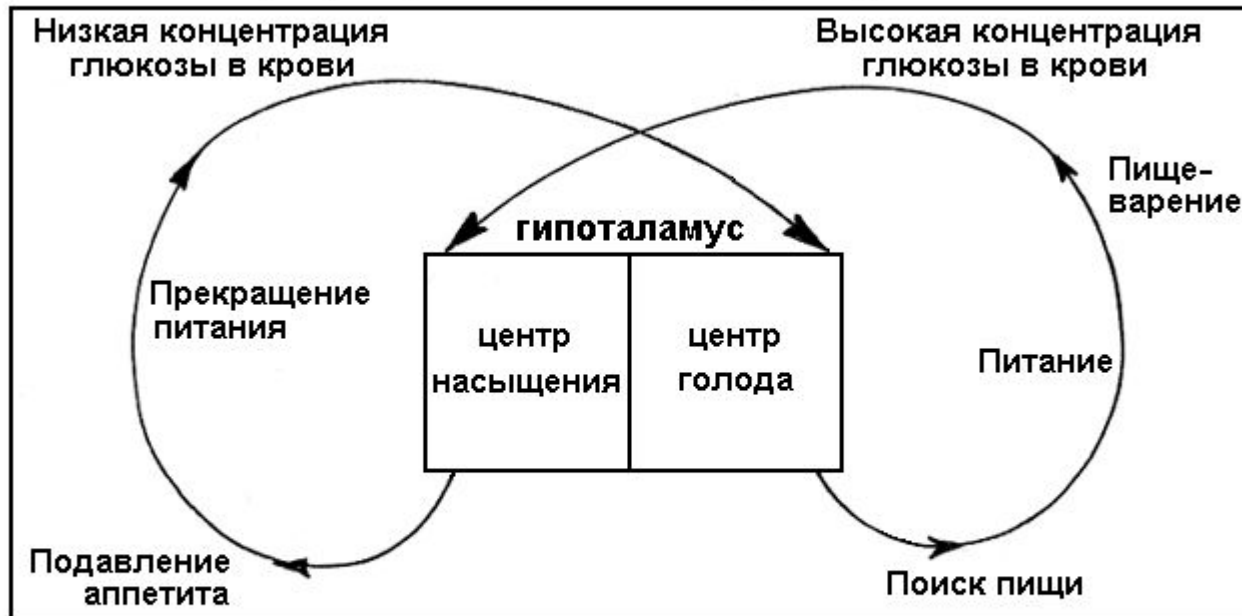 Низкая концентрация
глюкозы в крови
Высокая концентрация
глюкозы в крови
Пище-
варение
гипоталамус
Прекращение
питания
центр
насыщения
центр
голода
Питание
Подавление
аппетита
Поиск пищи